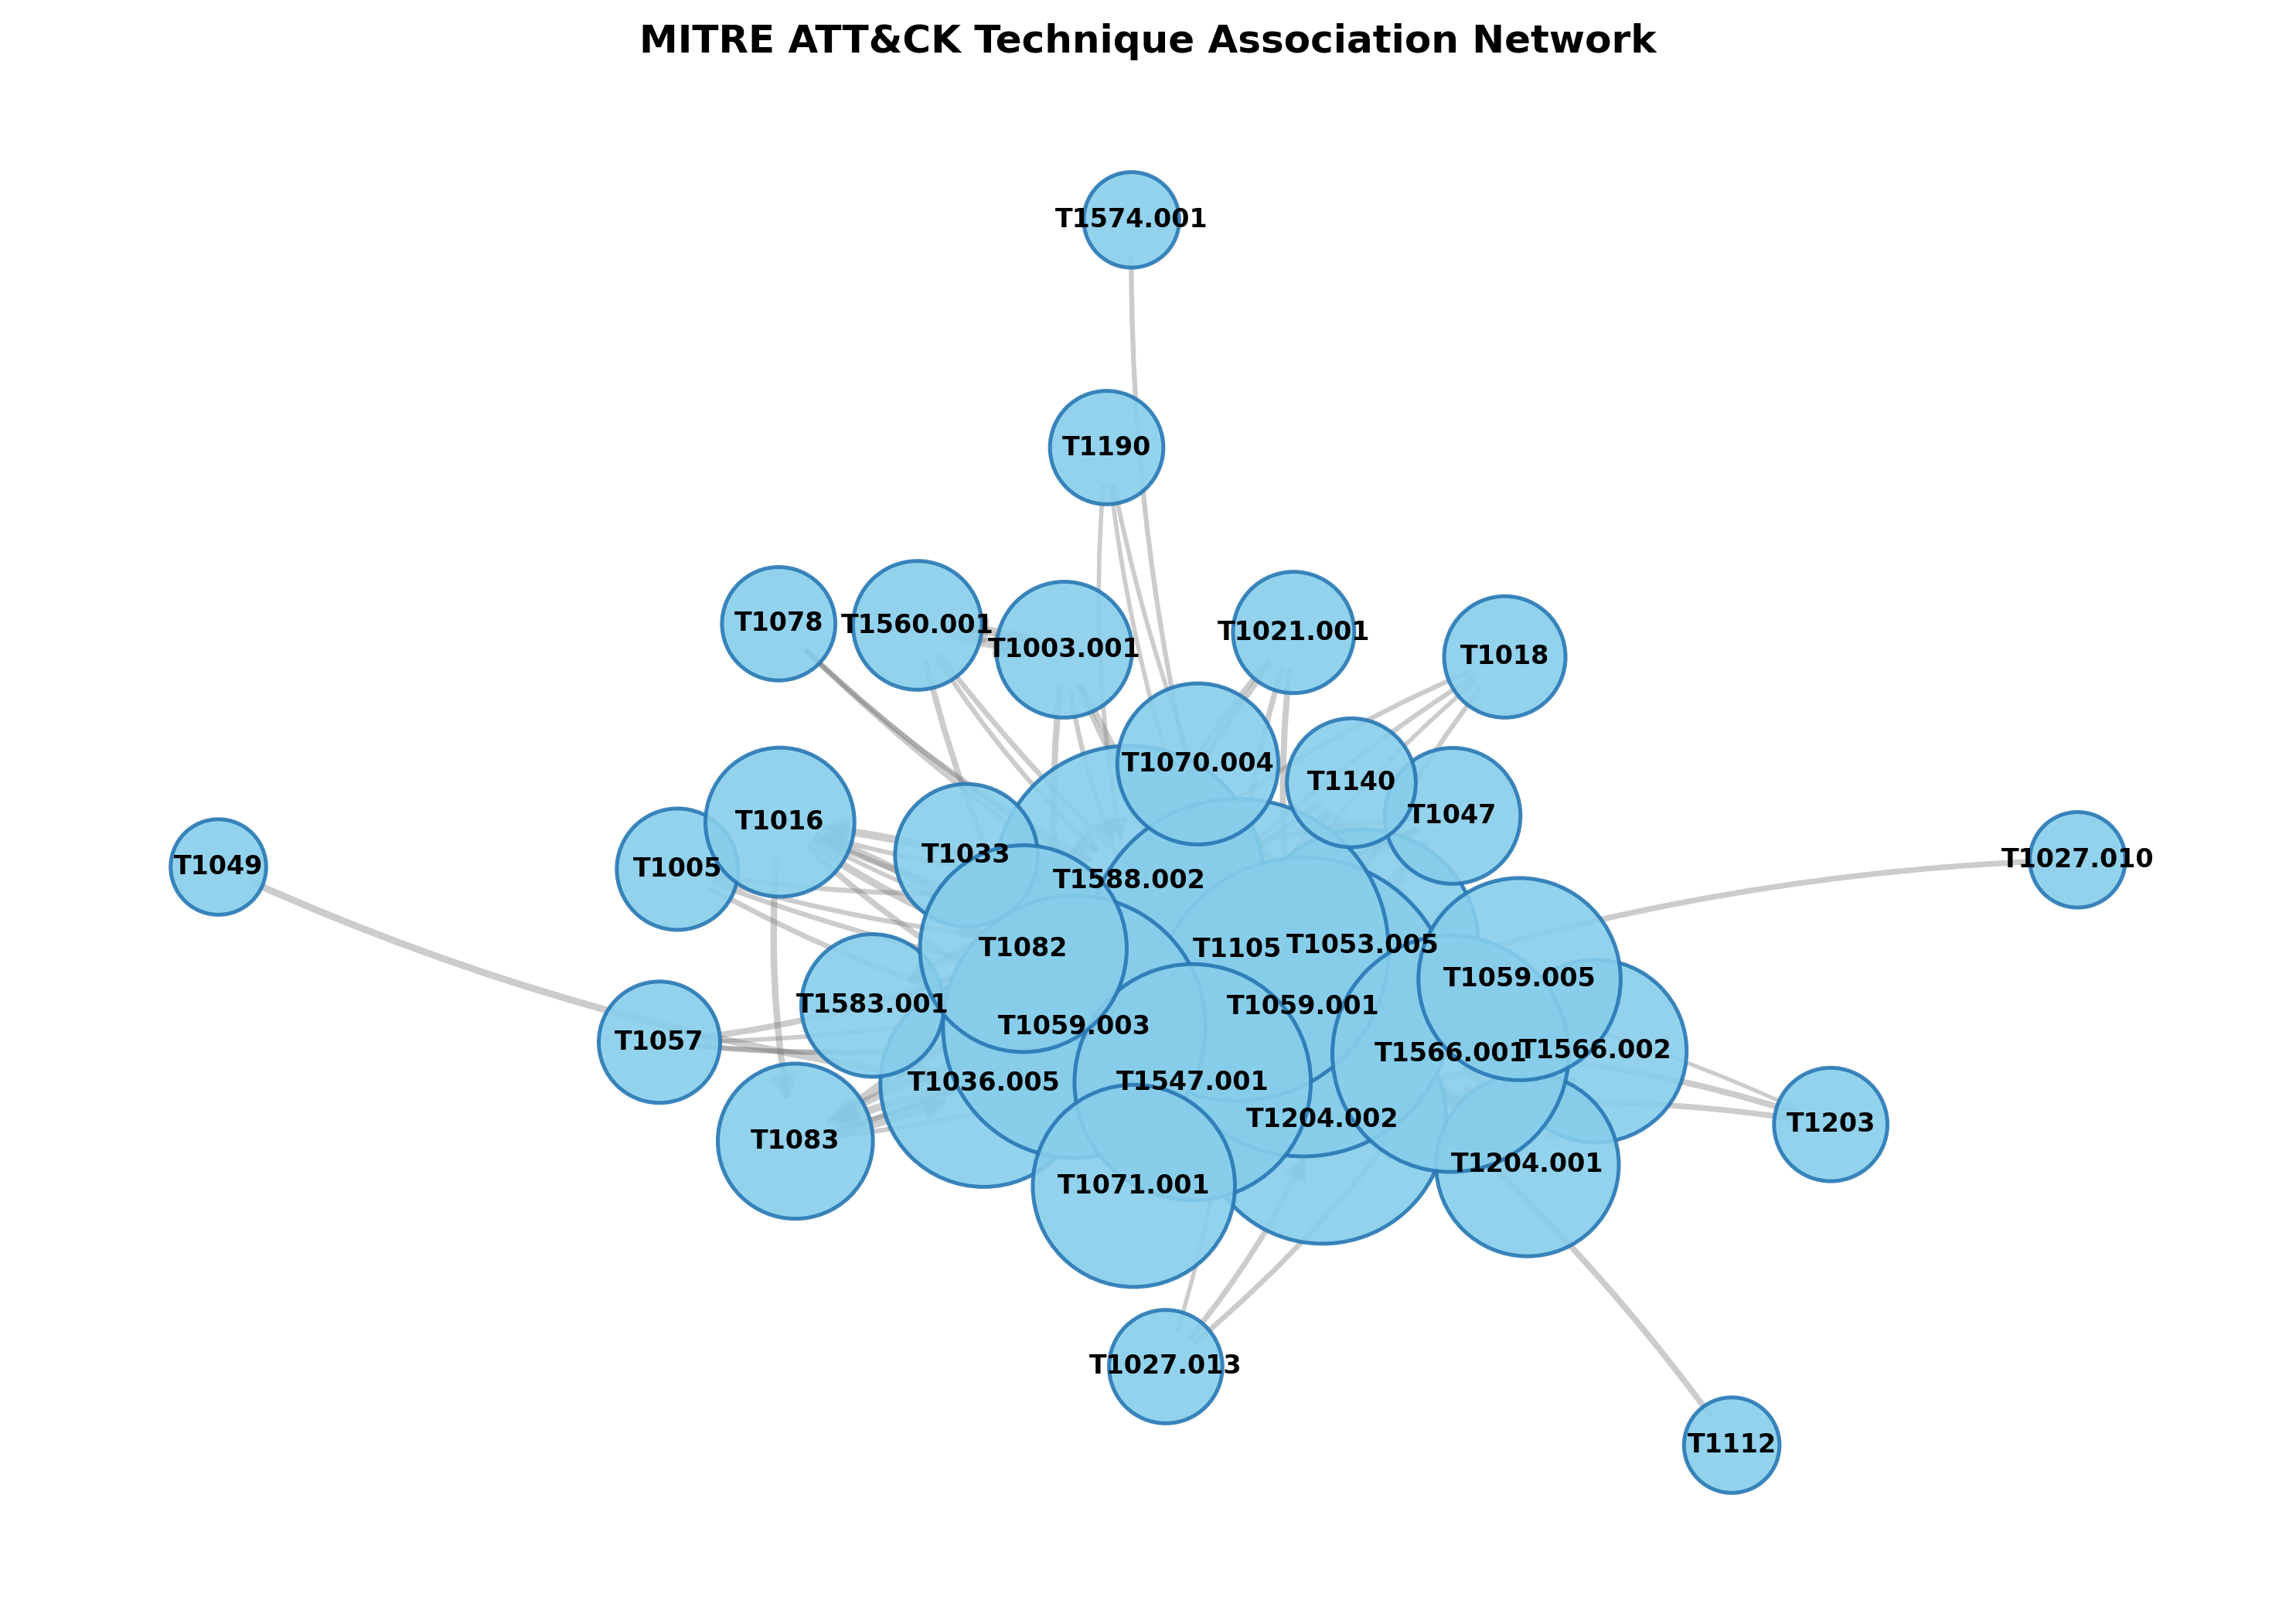 MITRE ATT&CK Technique Association Network
T1574.001
T1190
T1078
T1560.001
T1003.001
T1021.001
T1018
T1070.004
T1140
T1047
T1016
T1033
T1005
T1049
T1027.010
T1588.002
T1082
T1105
T1053.005
T1059.005
T1583.001
T1059.001
T1059.003
T1057
T1566.001
T1566.002
T1036.005
T1547.001
T1204.002
T1203
T1083
T1204.001
T1071.001
T1027.013
T1112